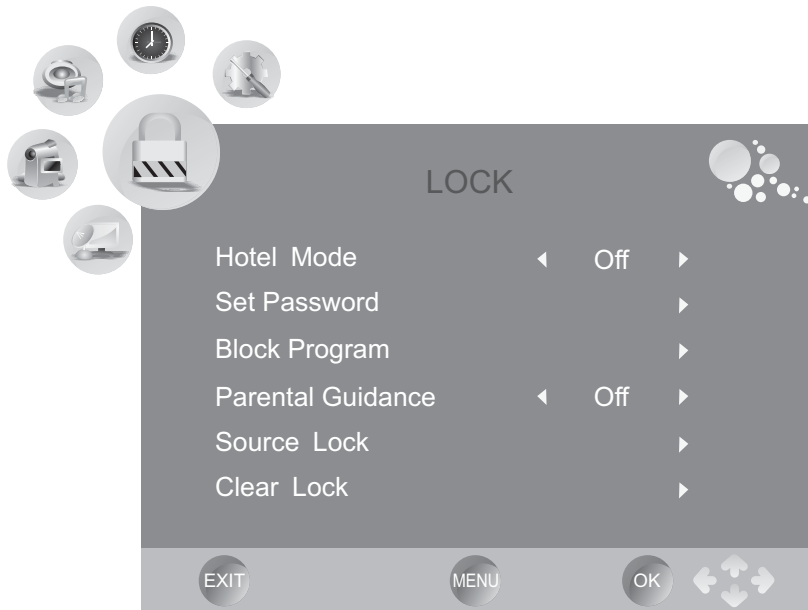 LOCK
Hotel Mode Off
Set Password
Block Program
Parental Guidance Off
Source Lock
Clear Lock
EXIT MENU OK